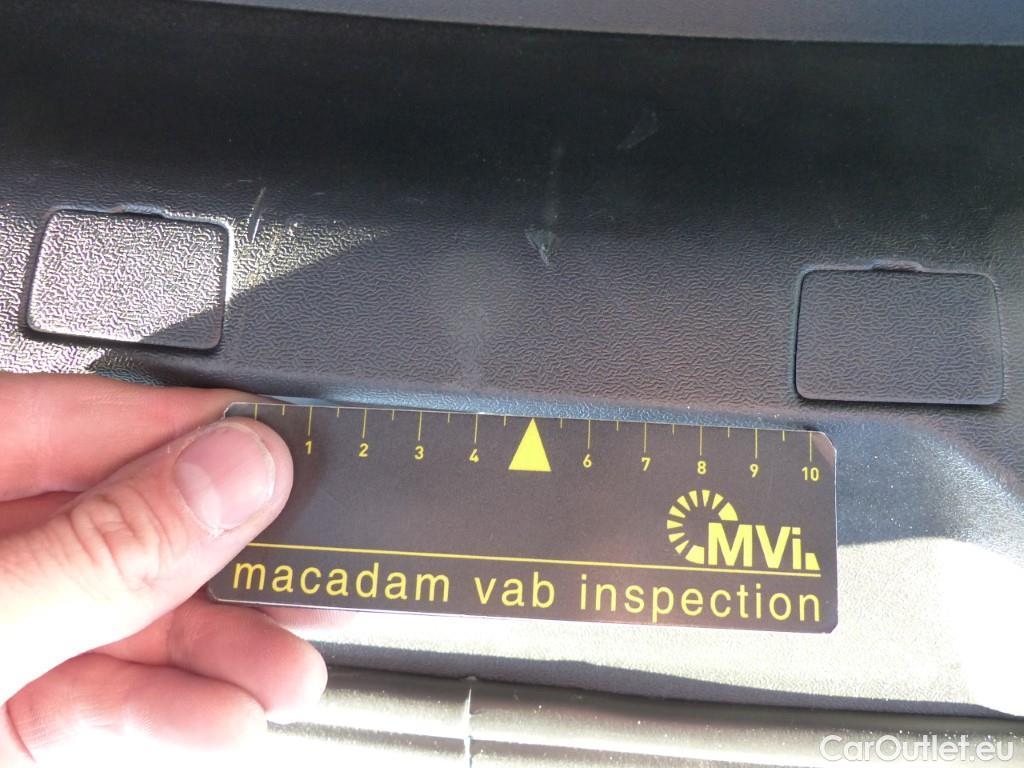 1 2 3 4 6 7 8 9 10
MVi
macadam vab inspection
CarOutlet.eu